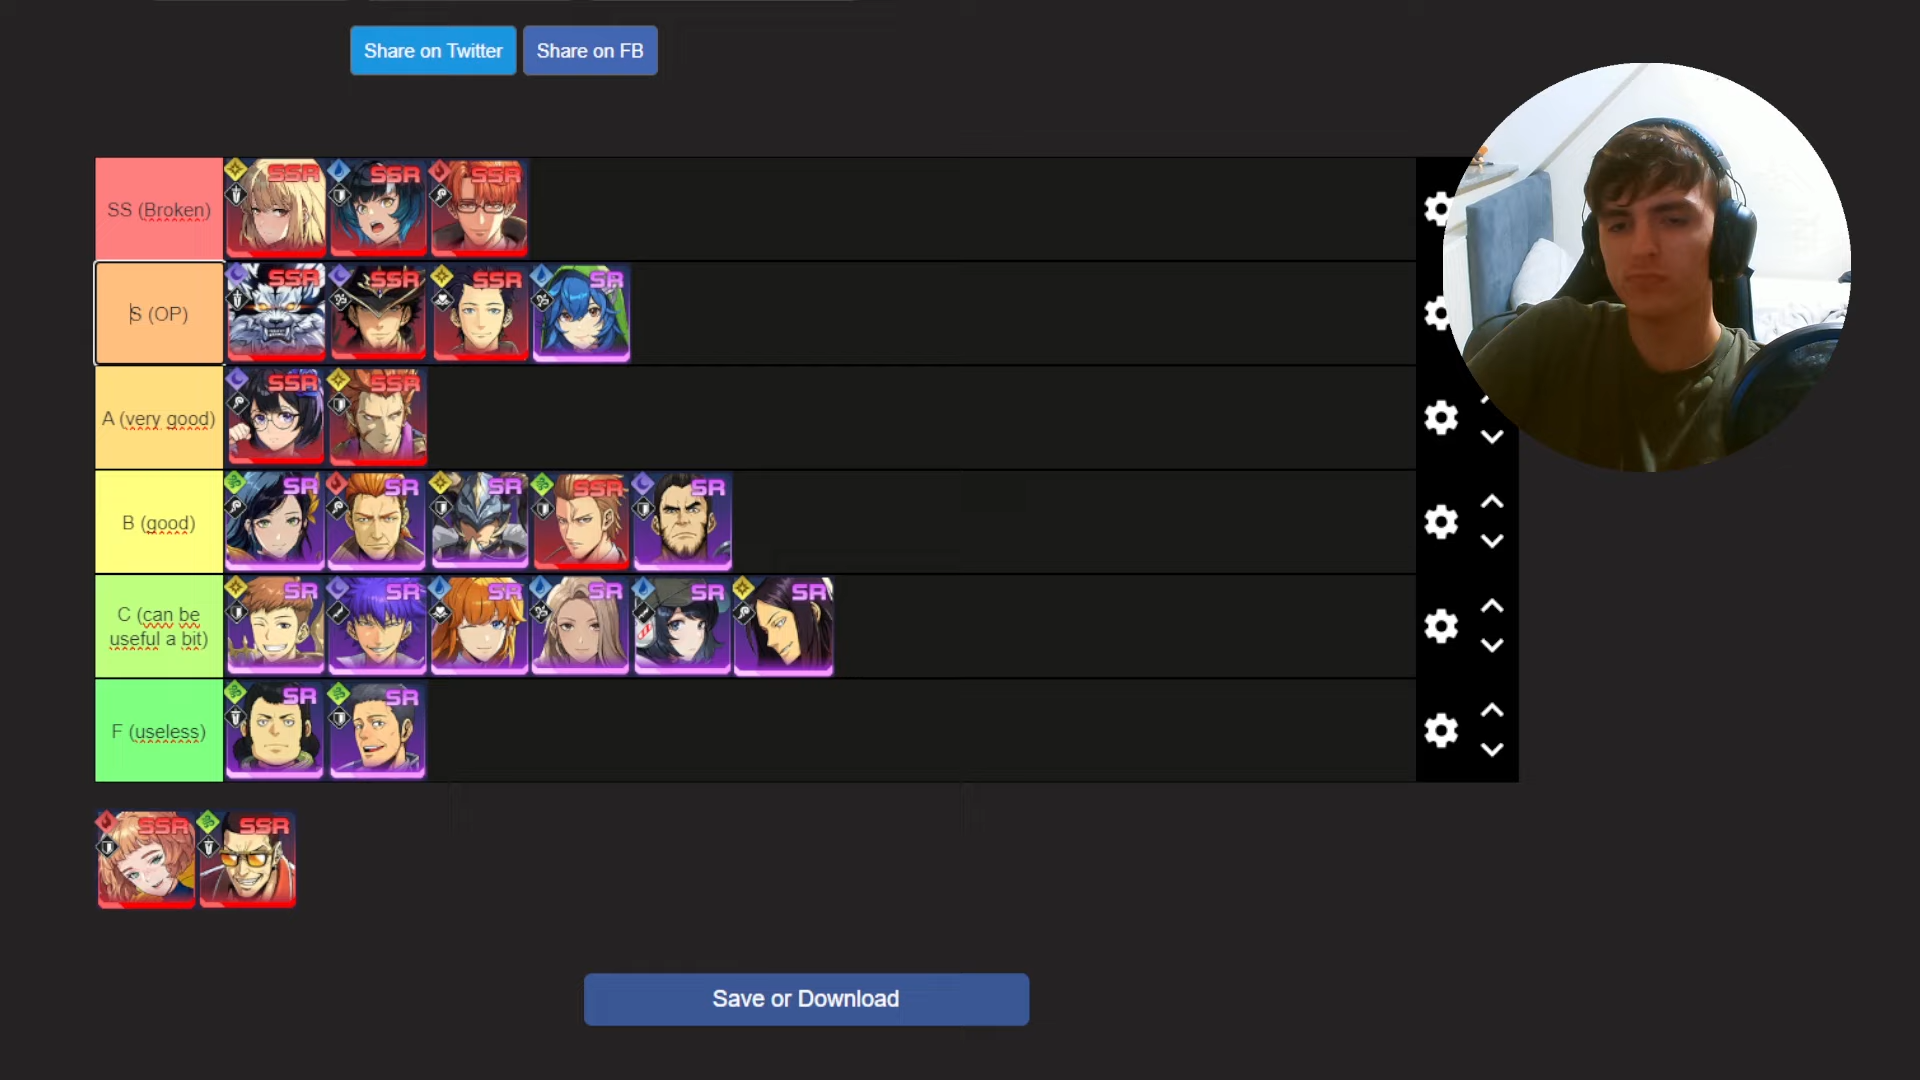 Share on Twitter Share on FB
SS (Broken) SSR SSR SSR
S (OP) SSR SSR SSR SR
A (very good) SSR SSR
B (good) SR SR SR SSR SR
C (can be
useful a bit) SR SR SR SR SR SR
F (useless) SR SR
SSR SSR
Save or Download